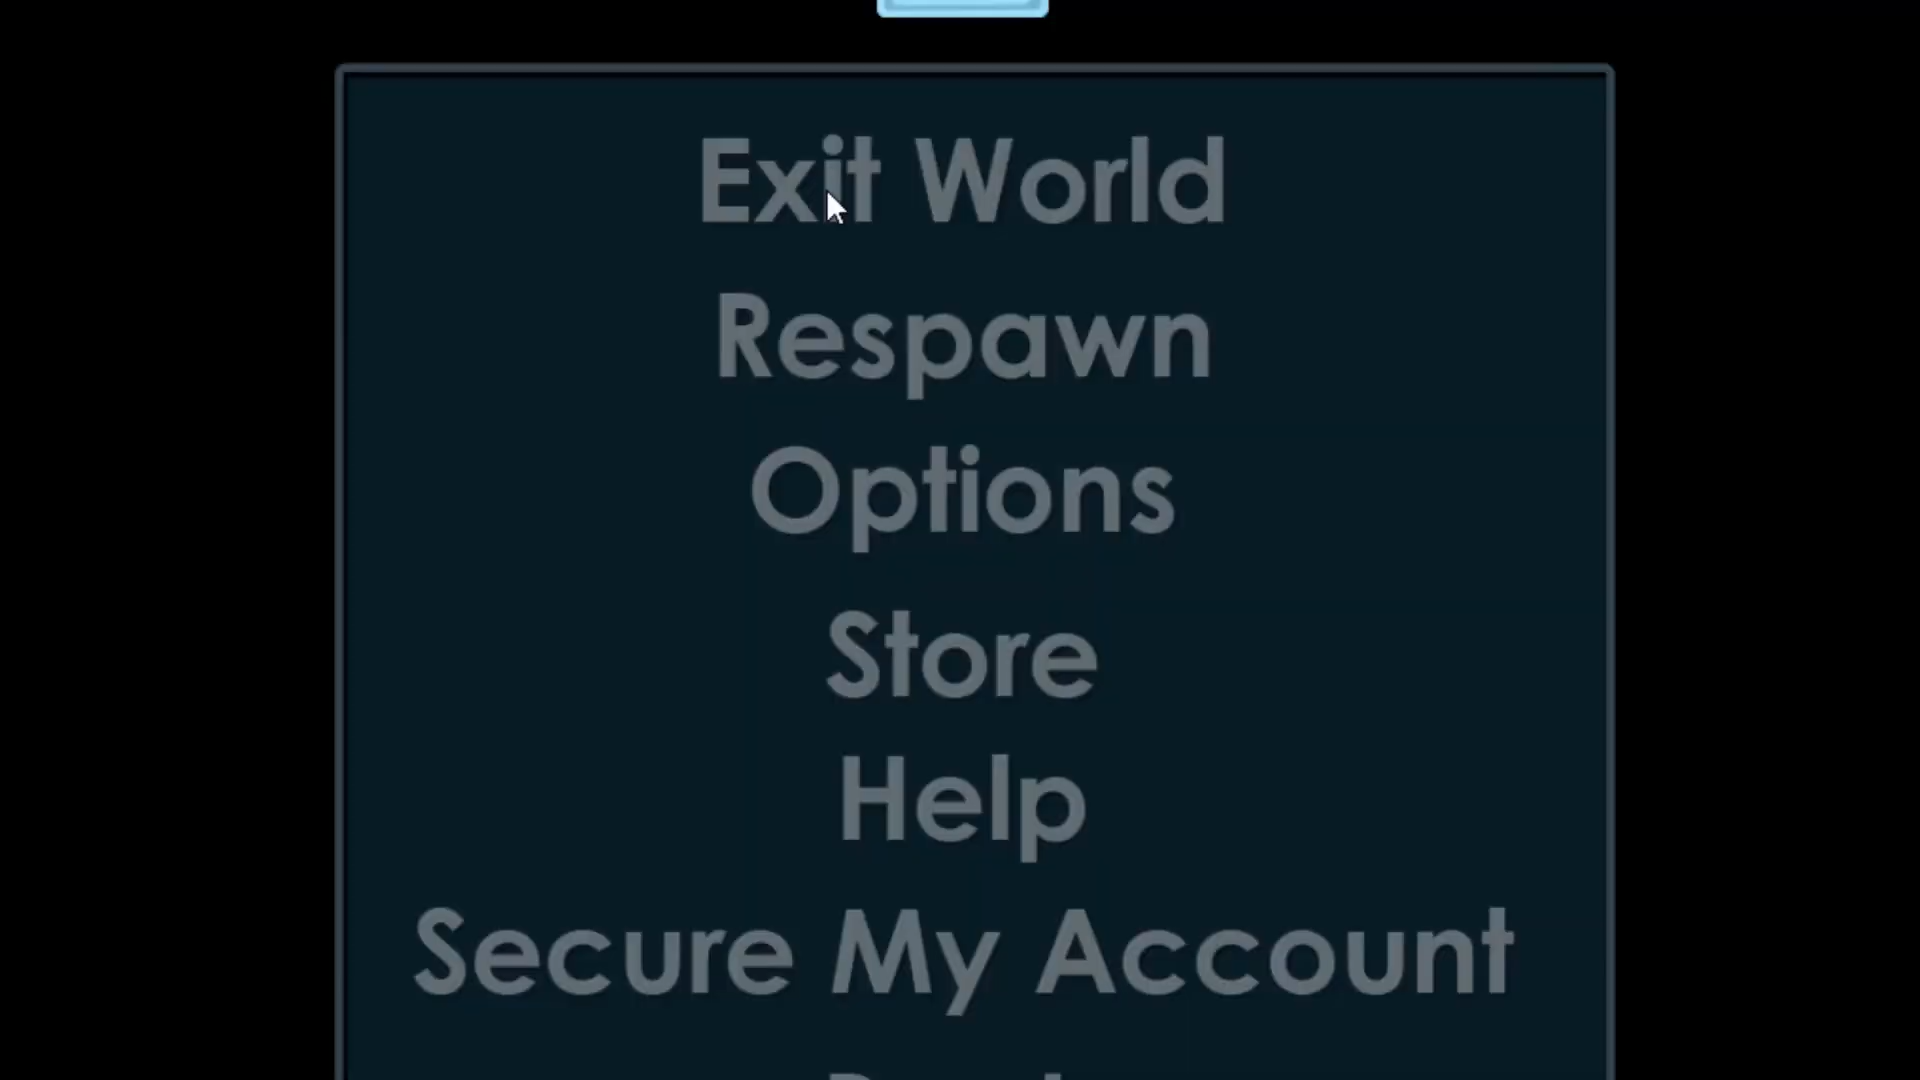 Exit World
Respawn
Options
Store
Help
Secure My Account